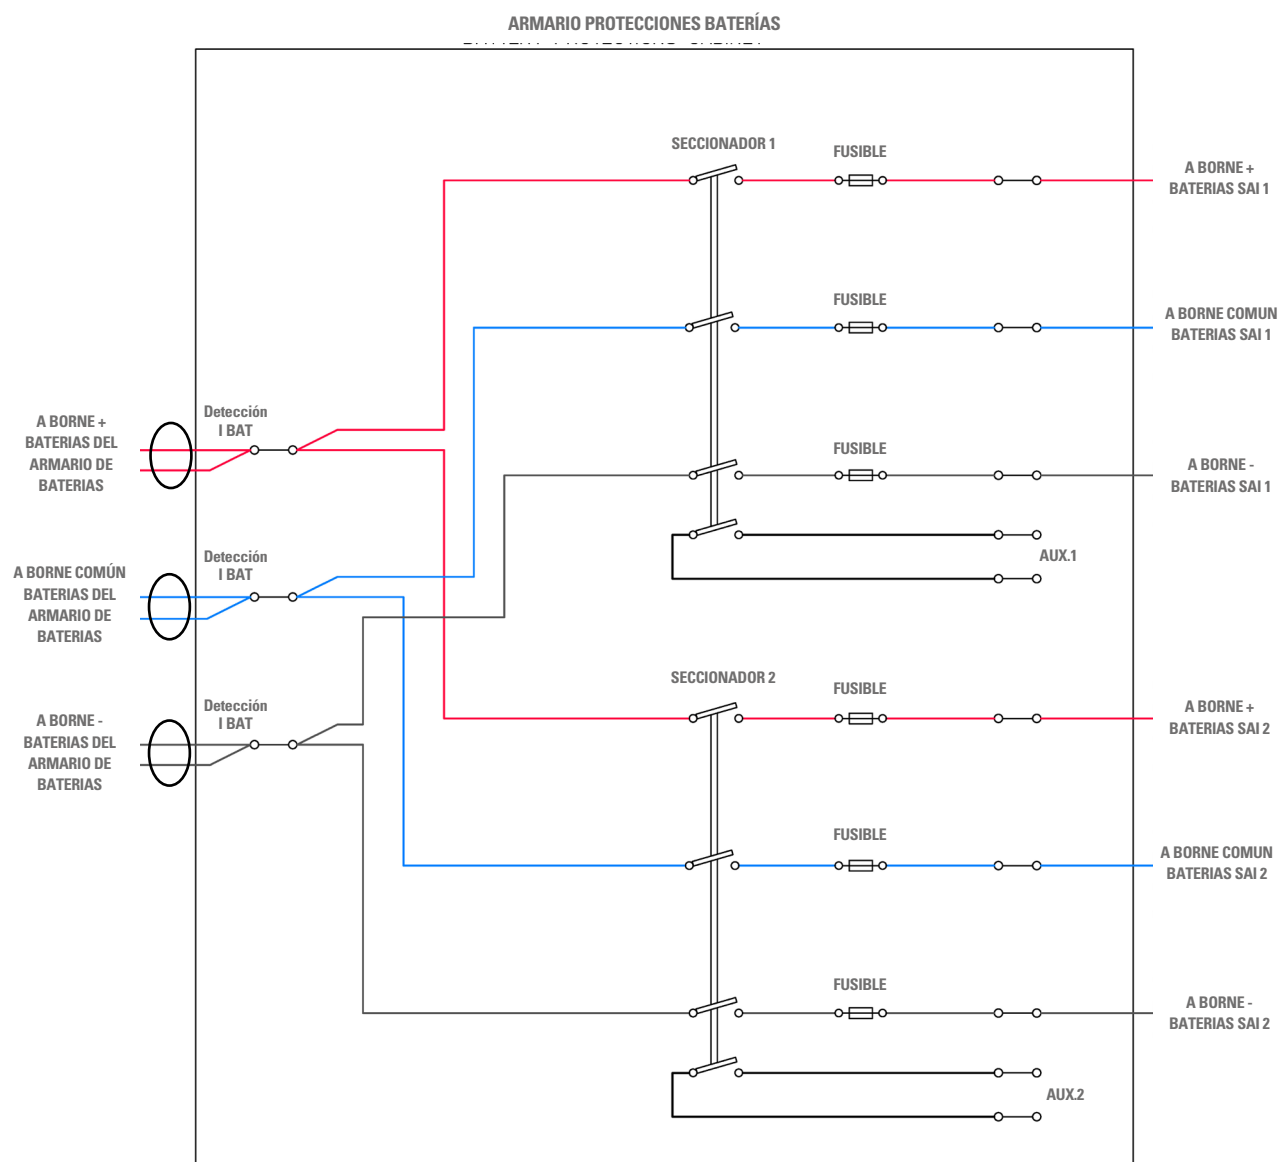 ARMARIO PROTECCIONES BATERÍAS
SECCIONADOR 1
FUSIBLE
A BORNE +
BATERIAS SAI 1
FUSIBLE
A BORNE COMUN
BATERIAS SAI 1
A BORNE +
BATERIAS DEL
ARMARIO DE
BATERIAS
Detección
I BAT
FUSIBLE
A BORNE -
BATERIAS SAI 1
AUX.1
A BORNE COMÚN
BATERIAS DEL
ARMARIO DE
BATERIAS
Detección
I BAT
SECCIONADOR 2
FUSIBLE
A BORNE +
BATERIAS SAI 2
A BORNE -
BATERIAS DEL
ARMARIO DE
BATERIAS
Detección
I BAT
FUSIBLE
A BORNE COMUN
BATERIAS SAI 2
FUSIBLE
A BORNE -
BATERIAS SAI 2
AUX.2